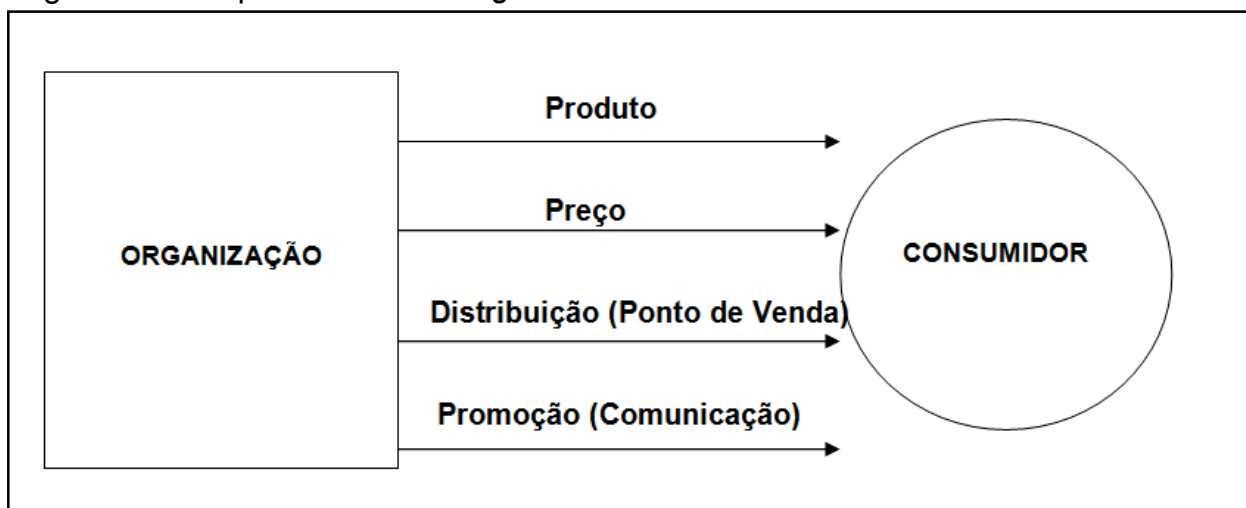 Produto
Preço
ORGANIZAÇÃO
CONSUMIDOR
Distribuição (Ponto de Venda)
Promoção (Comunicação)